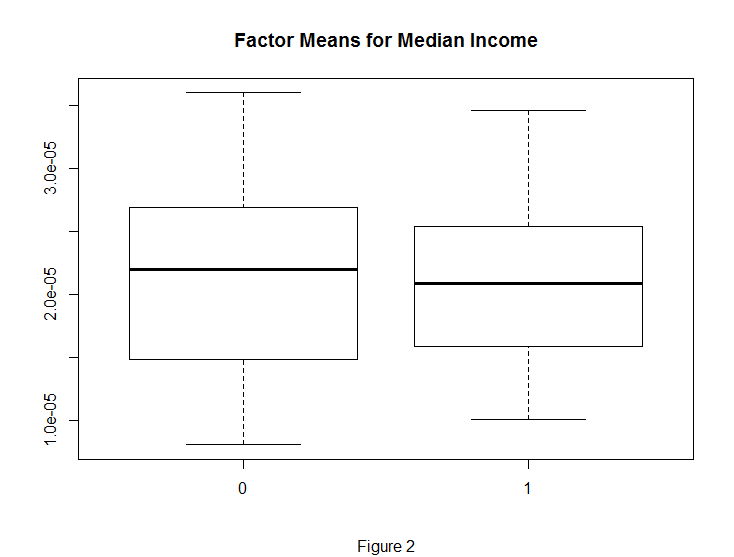 Factor Means for Median Income
3.0e-05
2.0e-05
1.0e-05
0 1
Figure 2